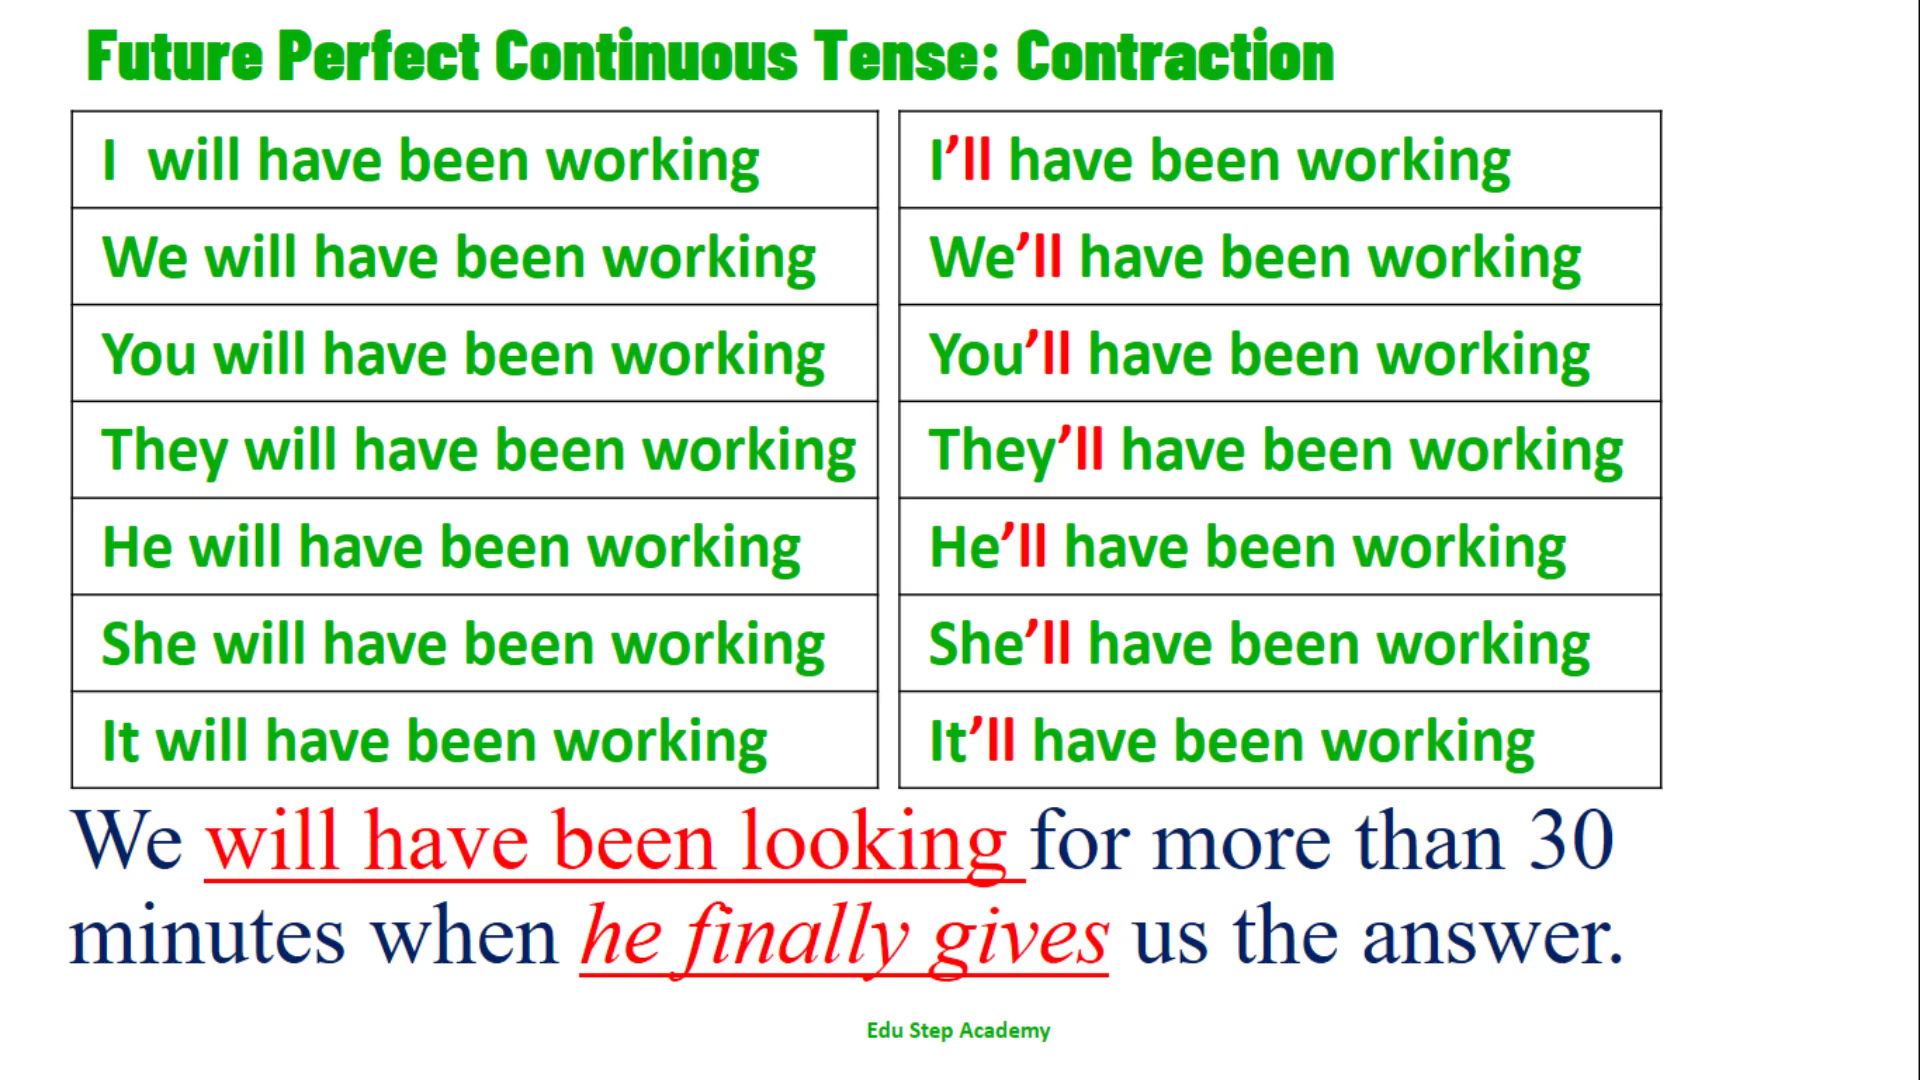 Future Perfect Continuous Tense: Contraction
I will have been working
I’ll have been working
We will have been working
We’ll have been working
You will have been working
You’ll have been working
They will have been working
They’ll have been working
He will have been working
He’ll have been working
She will have been working
She’ll have been working
It will have been working
It’ll have been working
We will have been looking for more than 30
minutes when he finally gives us the answer.
Edu Step Academy